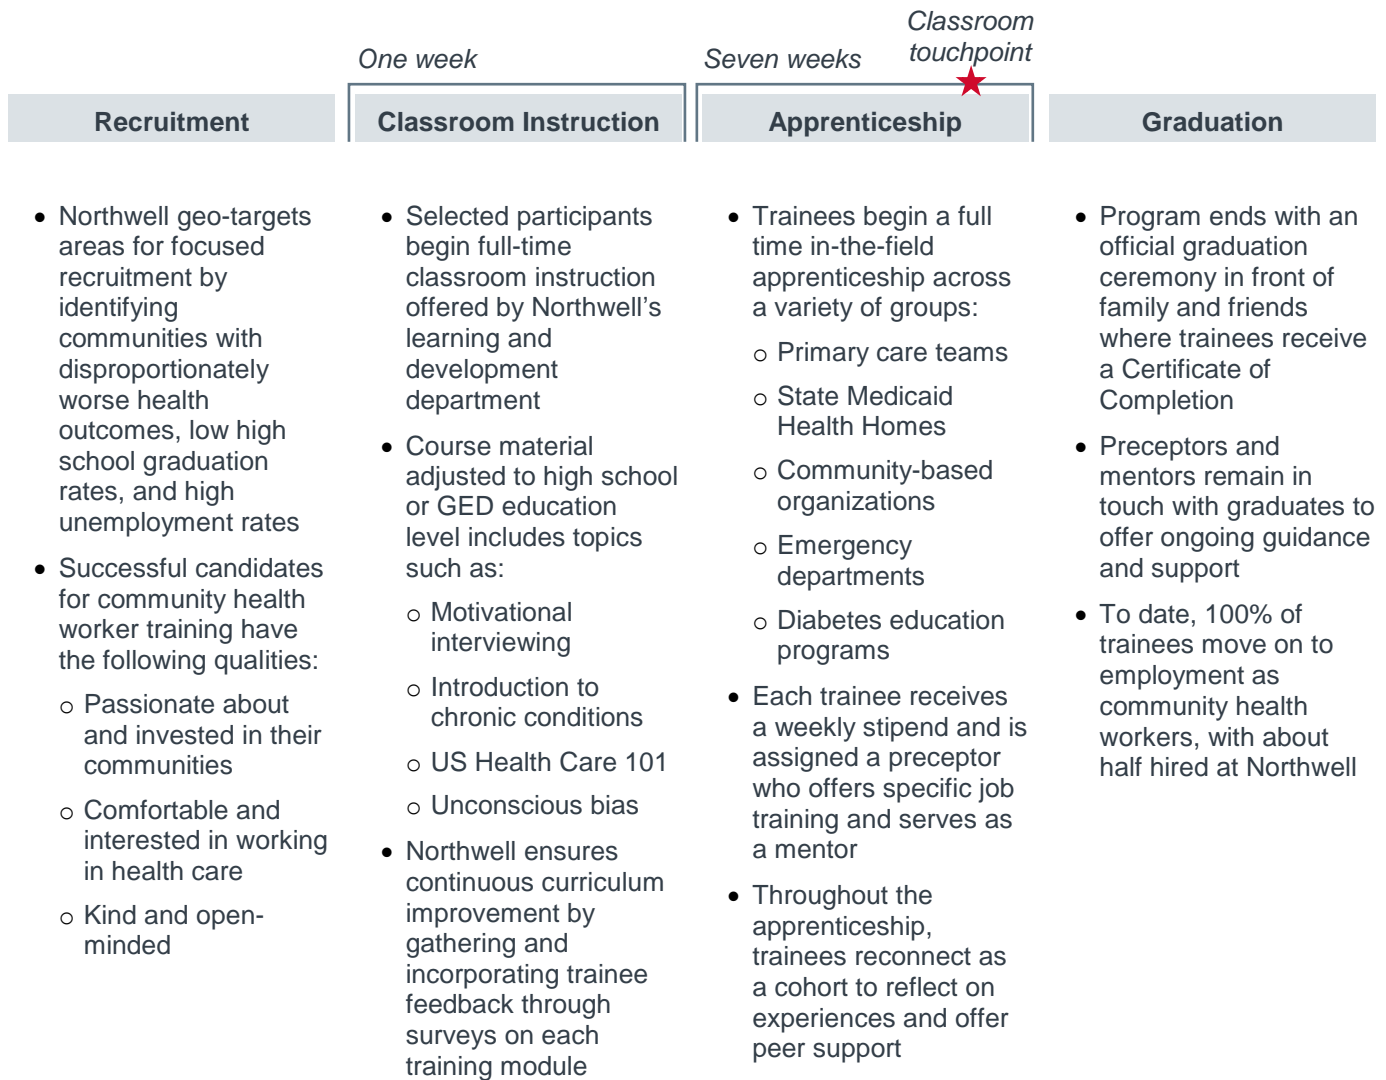 Classroom
touchpoint
One week
Seven weeks
Recruitment
Classroom Instruction
Apprenticeship
Graduation
• Northwell geo-targets
areas for focused
recruitment by
identifying
communities with
disproportionately
worse health
outcomes, low high
school graduation
rates, and high
unemployment rates
• Successful candidates
for community health
worker training have
the following qualities:
o Passionate about
and invested in their
communities
o Comfortable and
interested in working
in health care
o Kind and open-
minded
• Selected participants
begin full-time
classroom instruction
offered by Northwell’s
learning and
development
department
• Course material
adjusted to high school
or GED education
level includes topics
such as:
o Motivational
interviewing
o Introduction to
chronic conditions
o US Health Care 101
o Unconscious bias
• Northwell ensures
continuous curriculum
improvement by
gathering and
incorporating trainee
feedback through
surveys on each
training module
• Trainees begin a full
time in-the-field
apprenticeship across
a variety of groups:
o Primary care teams
o State Medicaid
Health Homes
o Community-based
organizations
o Emergency
departments
o Diabetes education
programs
• Each trainee receives
a weekly stipend and is
assigned a preceptor
who offers specific job
training and serves as
a mentor
• Throughout the
apprenticeship,
trainees reconnect as
a cohort to reflect on
experiences and offer
peer support
• Program ends with an
official graduation
ceremony in front of
family and friends
where trainees receive
a Certificate of
Completion
• Preceptors and
mentors remain in
touch with graduates to
offer ongoing guidance
and support
• To date, 100% of
trainees move on to
employment as
community health
workers, with about
half hired at Northwell